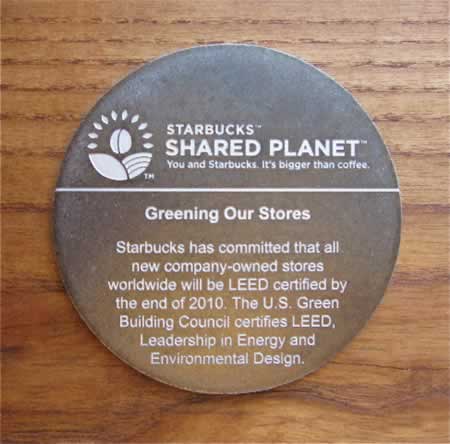 STARBUCKS™
SHARED PLANET™
You and Starbucks. It's bigger than coffee.
TM
Greening Our Stores
Starbucks has committed that all
new company-owned stores
worldwide will be LEED certified by
the end of 2010. The U.S. Green
Building Council certifies LEED,
Leadership in Energy and
Environmental Design.